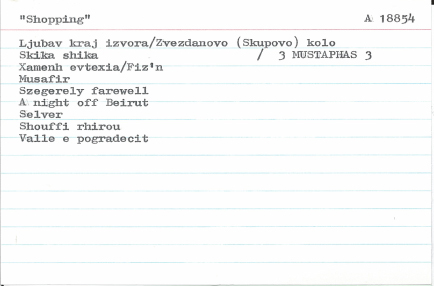 "Shopping" A 18854
Ljubav kraj izvora/Zvezdanovo (Skupovo) kolo
Skika shika / 3 MUSTAPHAS 3
Xamenh evtexia/Fiz'n
Musafir
Szegerely farewell
A night off Beirut
Selver
Shouffi rhirou
Valle e pogradecit